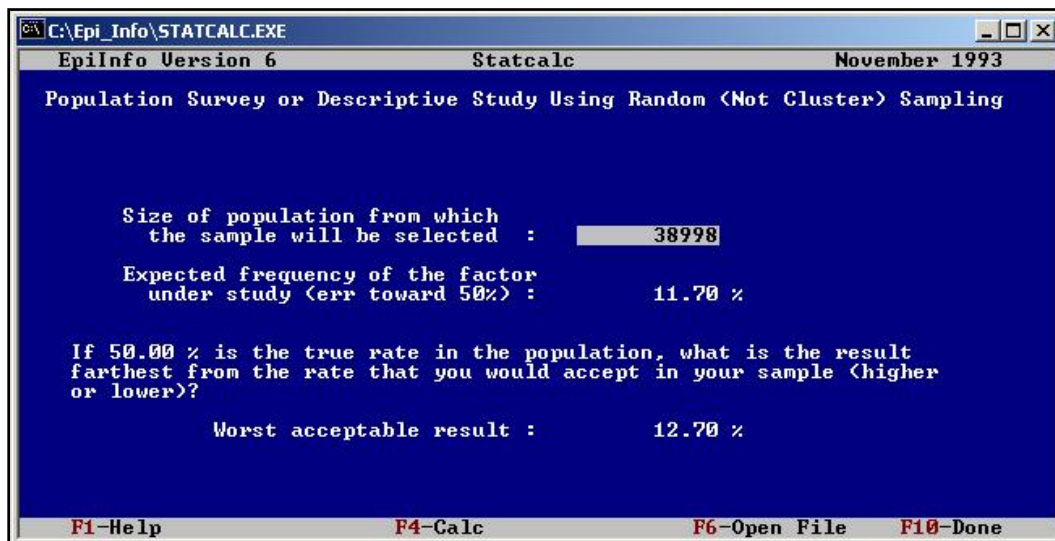 C:\Epi_Info\STATCALC.EXE
EpiInfo Version 6 Statcalc November 1993
Population Survey or Descriptive Study Using Random (Not Cluster) Sampling
Size of population from which
the sample will be selected : 38998
Expected frequency of the factor
under study (err toward 50%) : 11.70 %
If 50.00 % is the true rate in the population, what is the result
farthest from the rate that you would accept in your sample (higher
or lower)?
Worst acceptable result : 12.70 %
F1-Help F4-Calc F6-Open File F10-Done